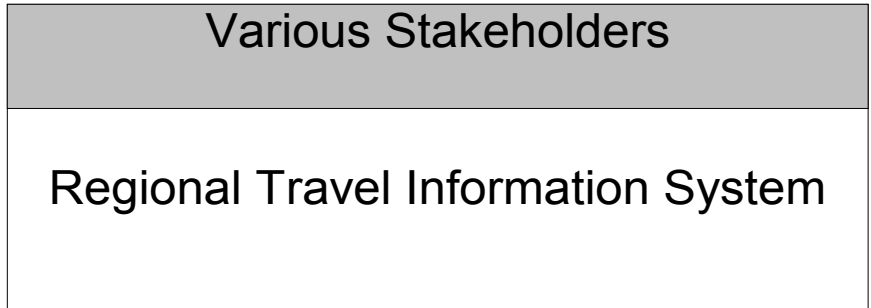 Various Stakeholders
Regional Travel Information System